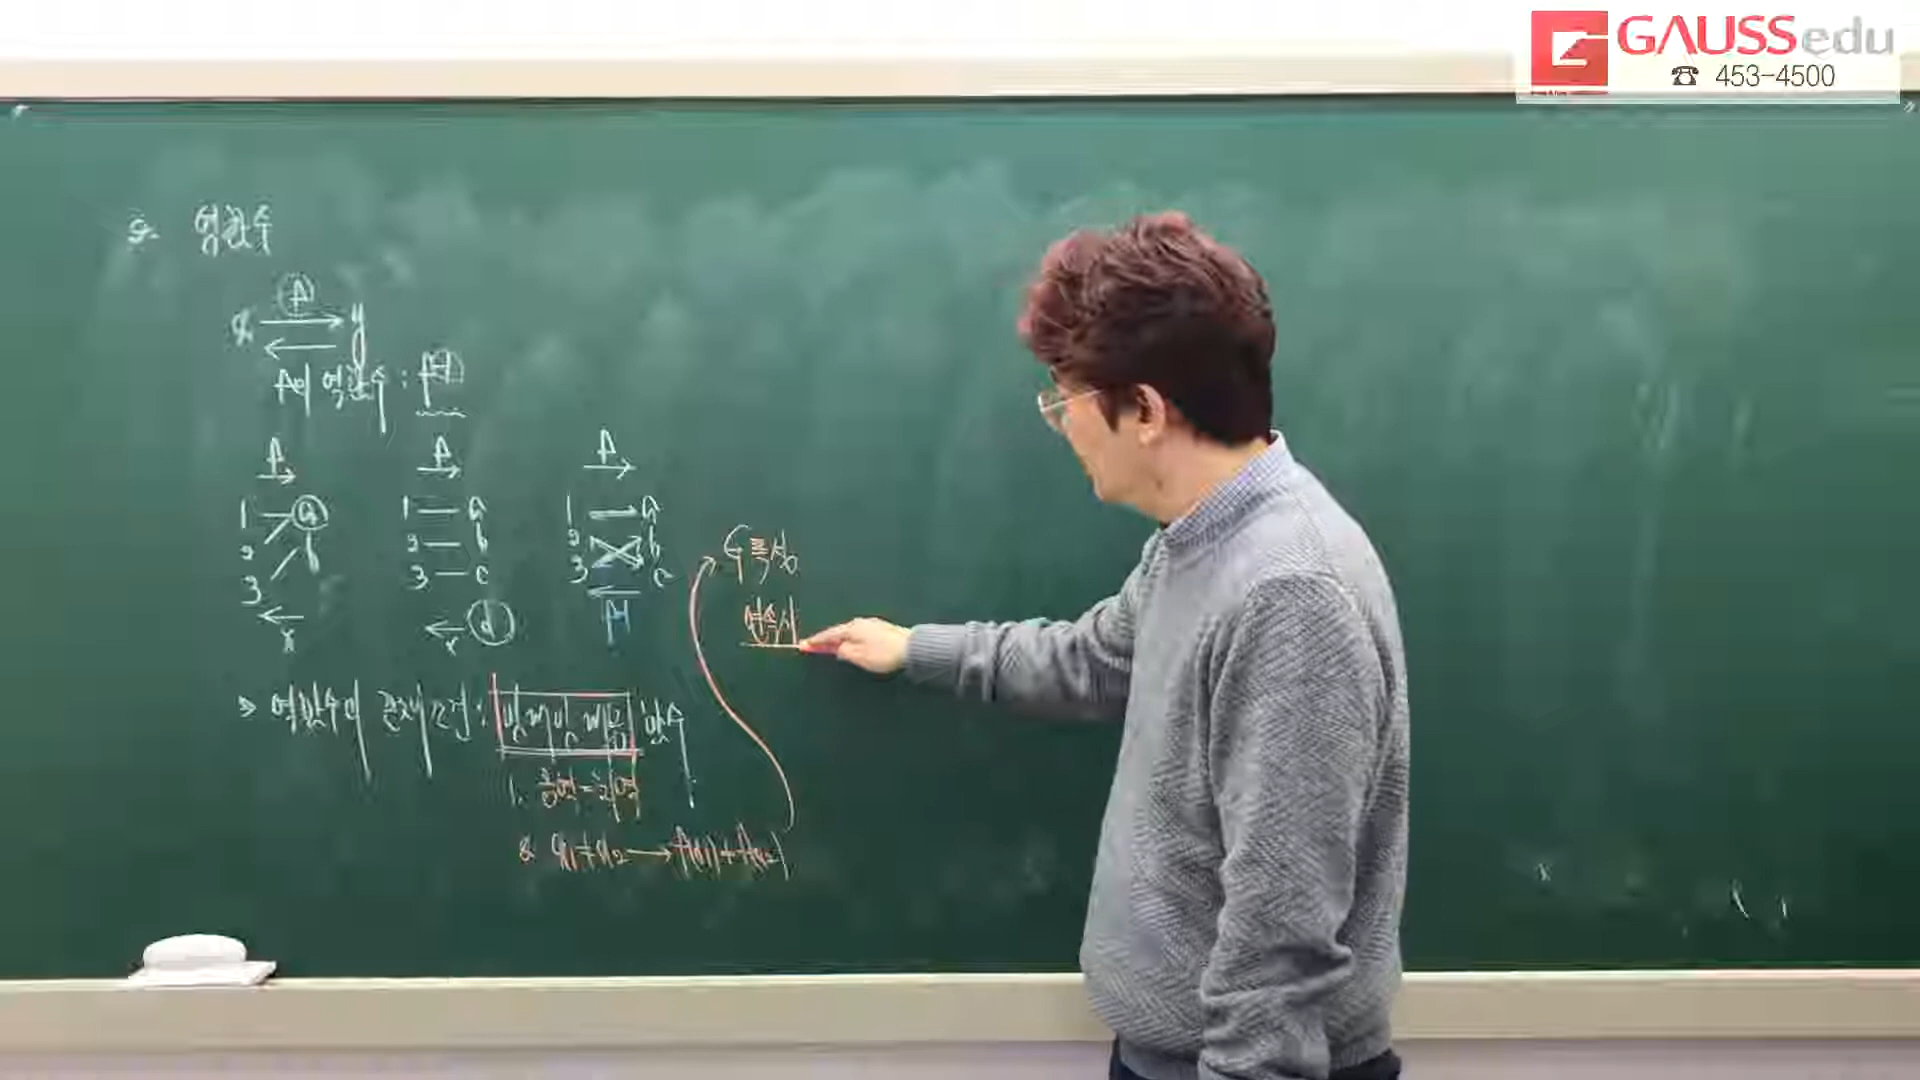 GAUSSedu
☎ 453-4500
2. 역함수
f
x y
f의 역함수 : f⁻¹
f f f
1 a 1 a 1 a
2 b 2 b 2 b
3 3 c 3 c
x x d f⁻¹
특성
연속시
⇒ 역함수의 존재조건 : 일대일대응 함수
1. 공역=치역
2. x₁≠x₂ → f(x₁)≠f(x₂)